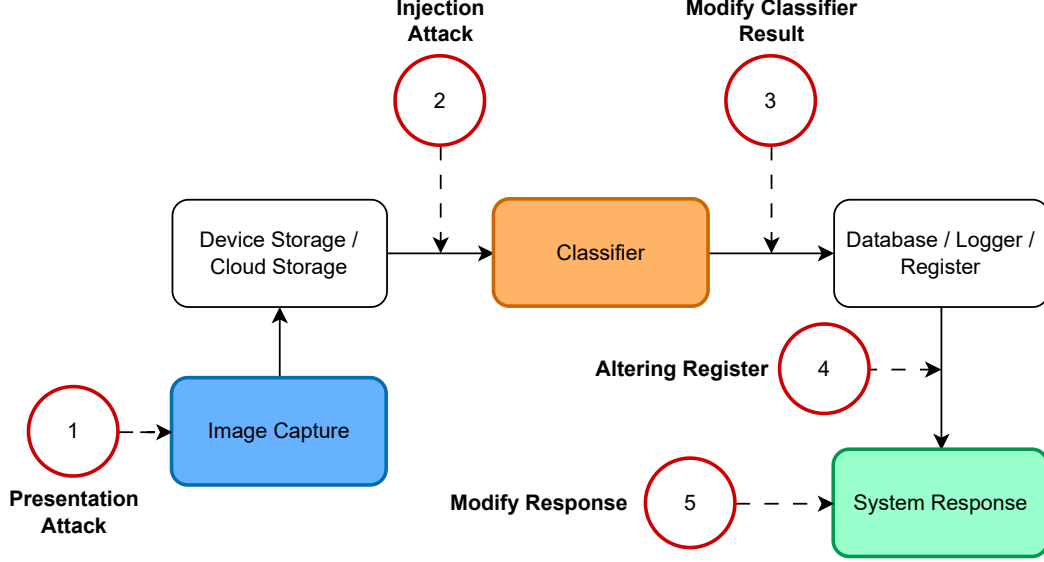 Injection
Attack
Modify Classifier
Result
2
3
Device Storage /
Cloud Storage
Classifier
Database / Logger /
Register
Altering Register
4
1
Image Capture
Presentation
Attack
Modify Response
5
System Response